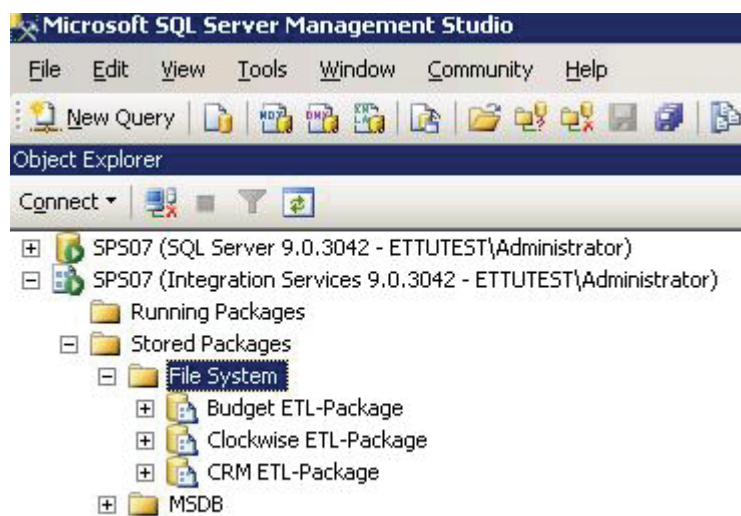 Microsoft SQL Server Management Studio
File Edit View Tools Window Community Help
New Query
Object Explorer
Connect
SPS07 (SQL Server 9.0.3042 - ETTUTEST\Administrator)
SPS07 (Integration Services 9.0.3042 - ETTUTEST\Administrator)
Running Packages
Stored Packages
File System
Budget ETL-Package
Clockwise ETL-Package
CRM ETL-Package
MSDB